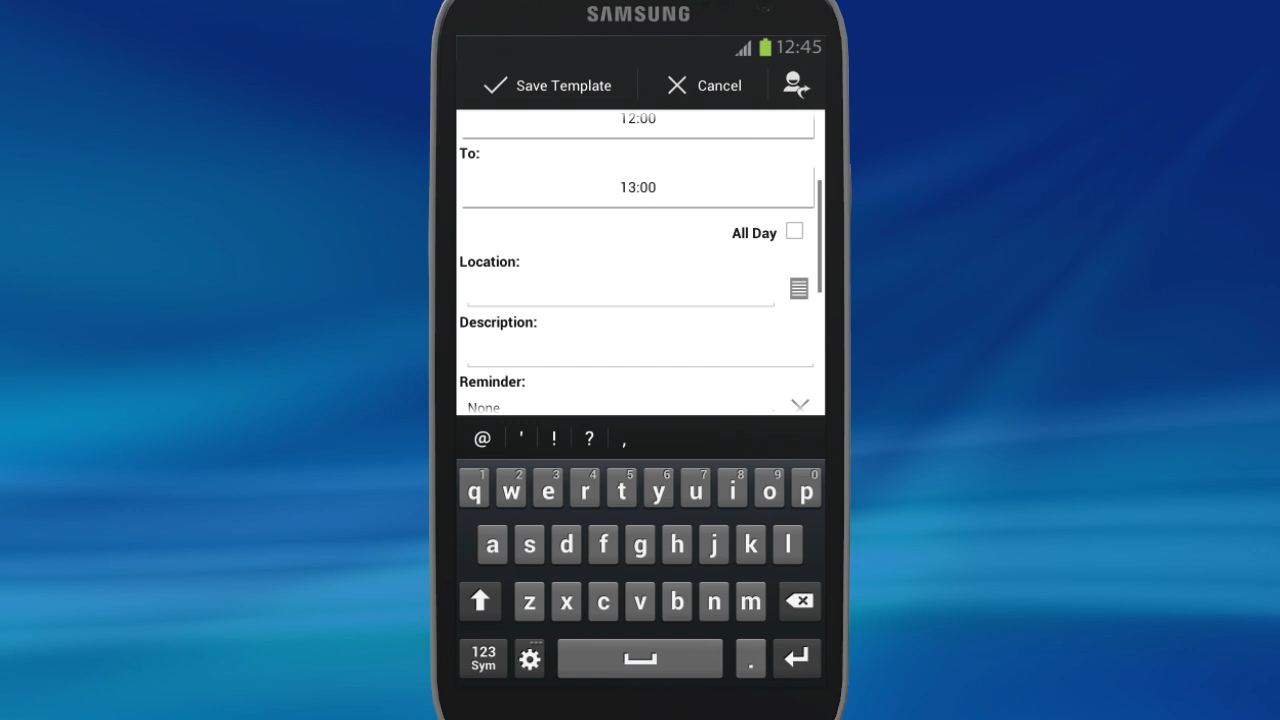 SAMSUNG
12:45
Save Template Cancel
12:00
To:
13:00
All Day
Location:
Description:
Reminder:
None
@ ' ! ? ,
1 2 3 4 5 6 7 8 9 0
q w e r t y u i o p
a s d f g h j k l
z x c v b n m
123
Sym
.